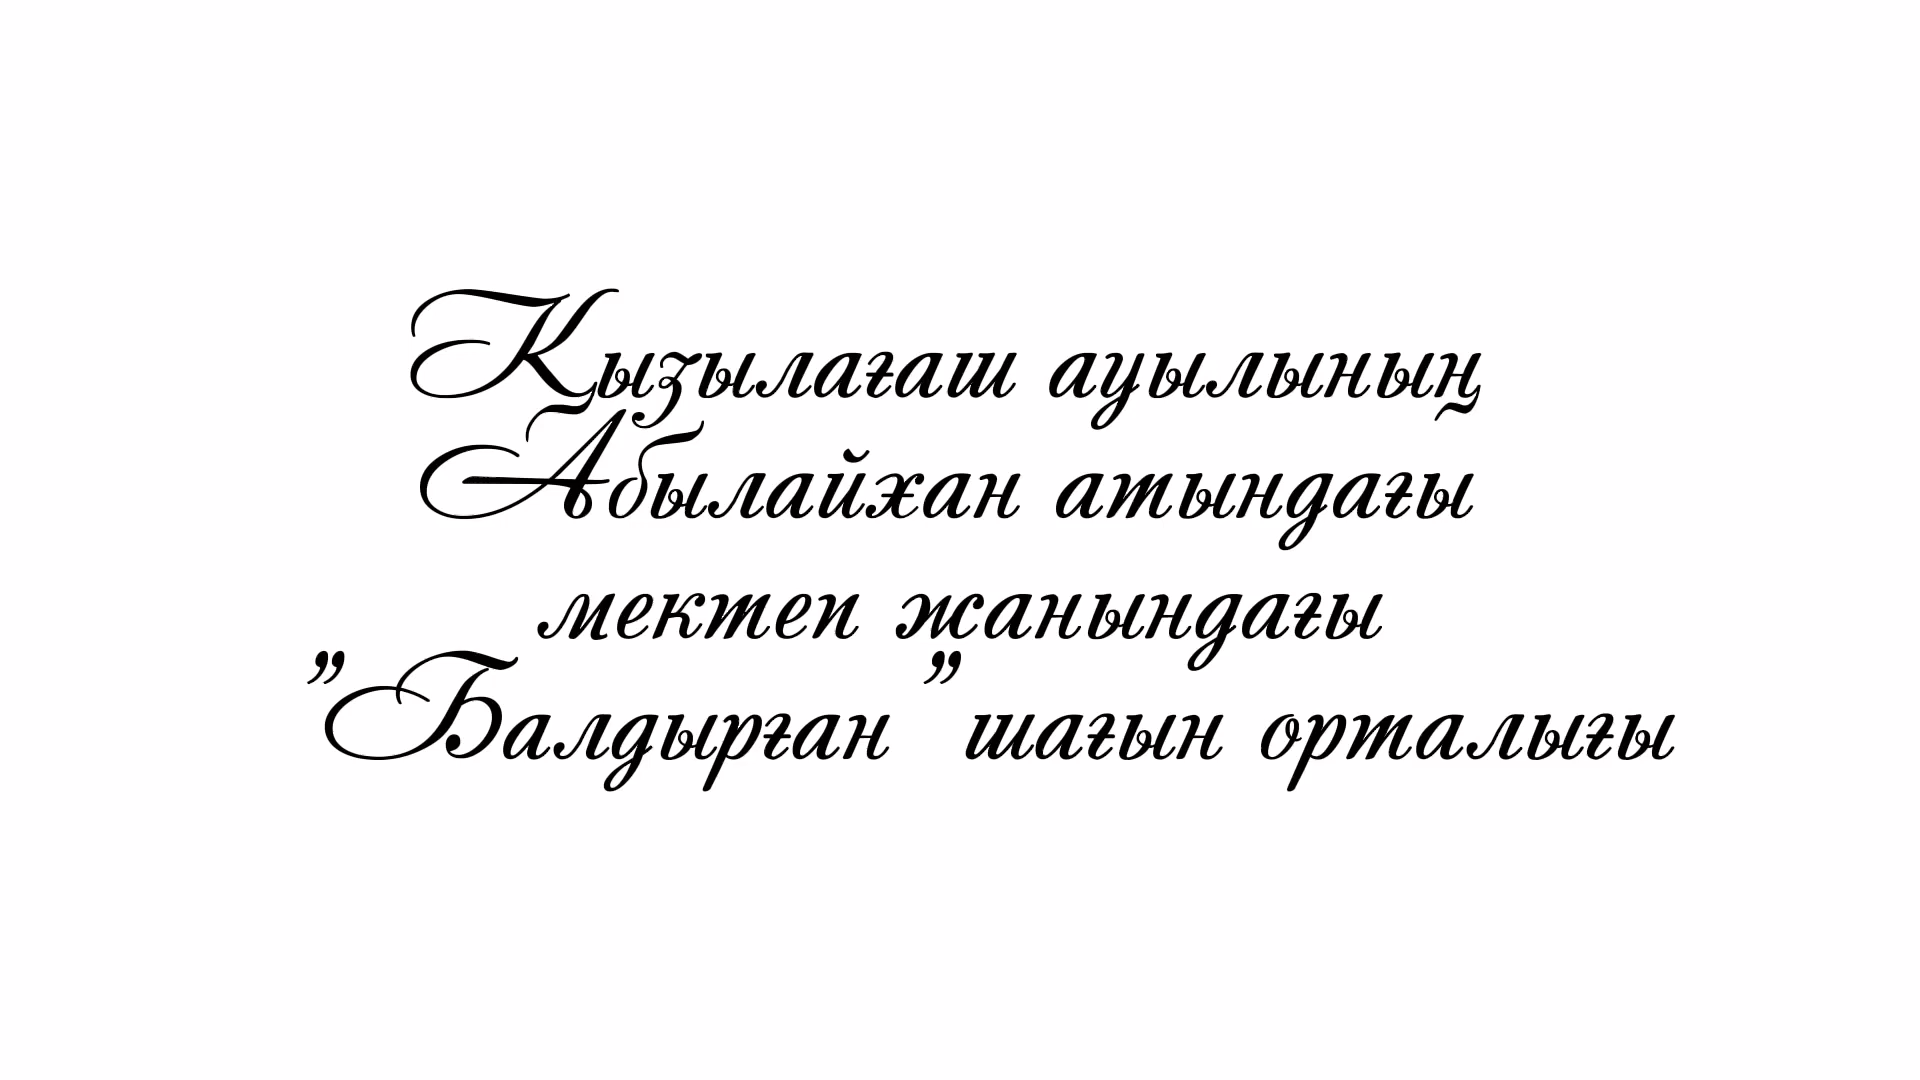 Қызылағаш ауылының
Абылайхан атындағы
мектеп жанындағы
”Балдырған ”шағын орталығы